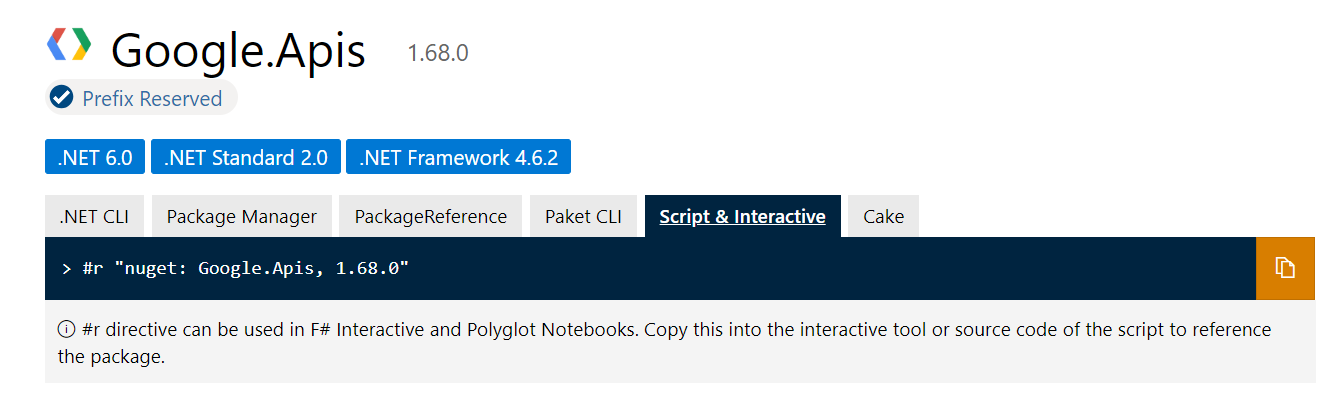 Google.Apis 1.68.0
Prefix Reserved
.NET 6.0 .NET Standard 2.0 .NET Framework 4.6.2
.NET CLI Package Manager PackageReference Paket CLI Script & Interactive Cake
> #r "nuget: Google.Apis, 1.68.0"
#r directive can be used in F# Interactive and Polyglot Notebooks. Copy this into the interactive tool or source code of the script to reference
the package.